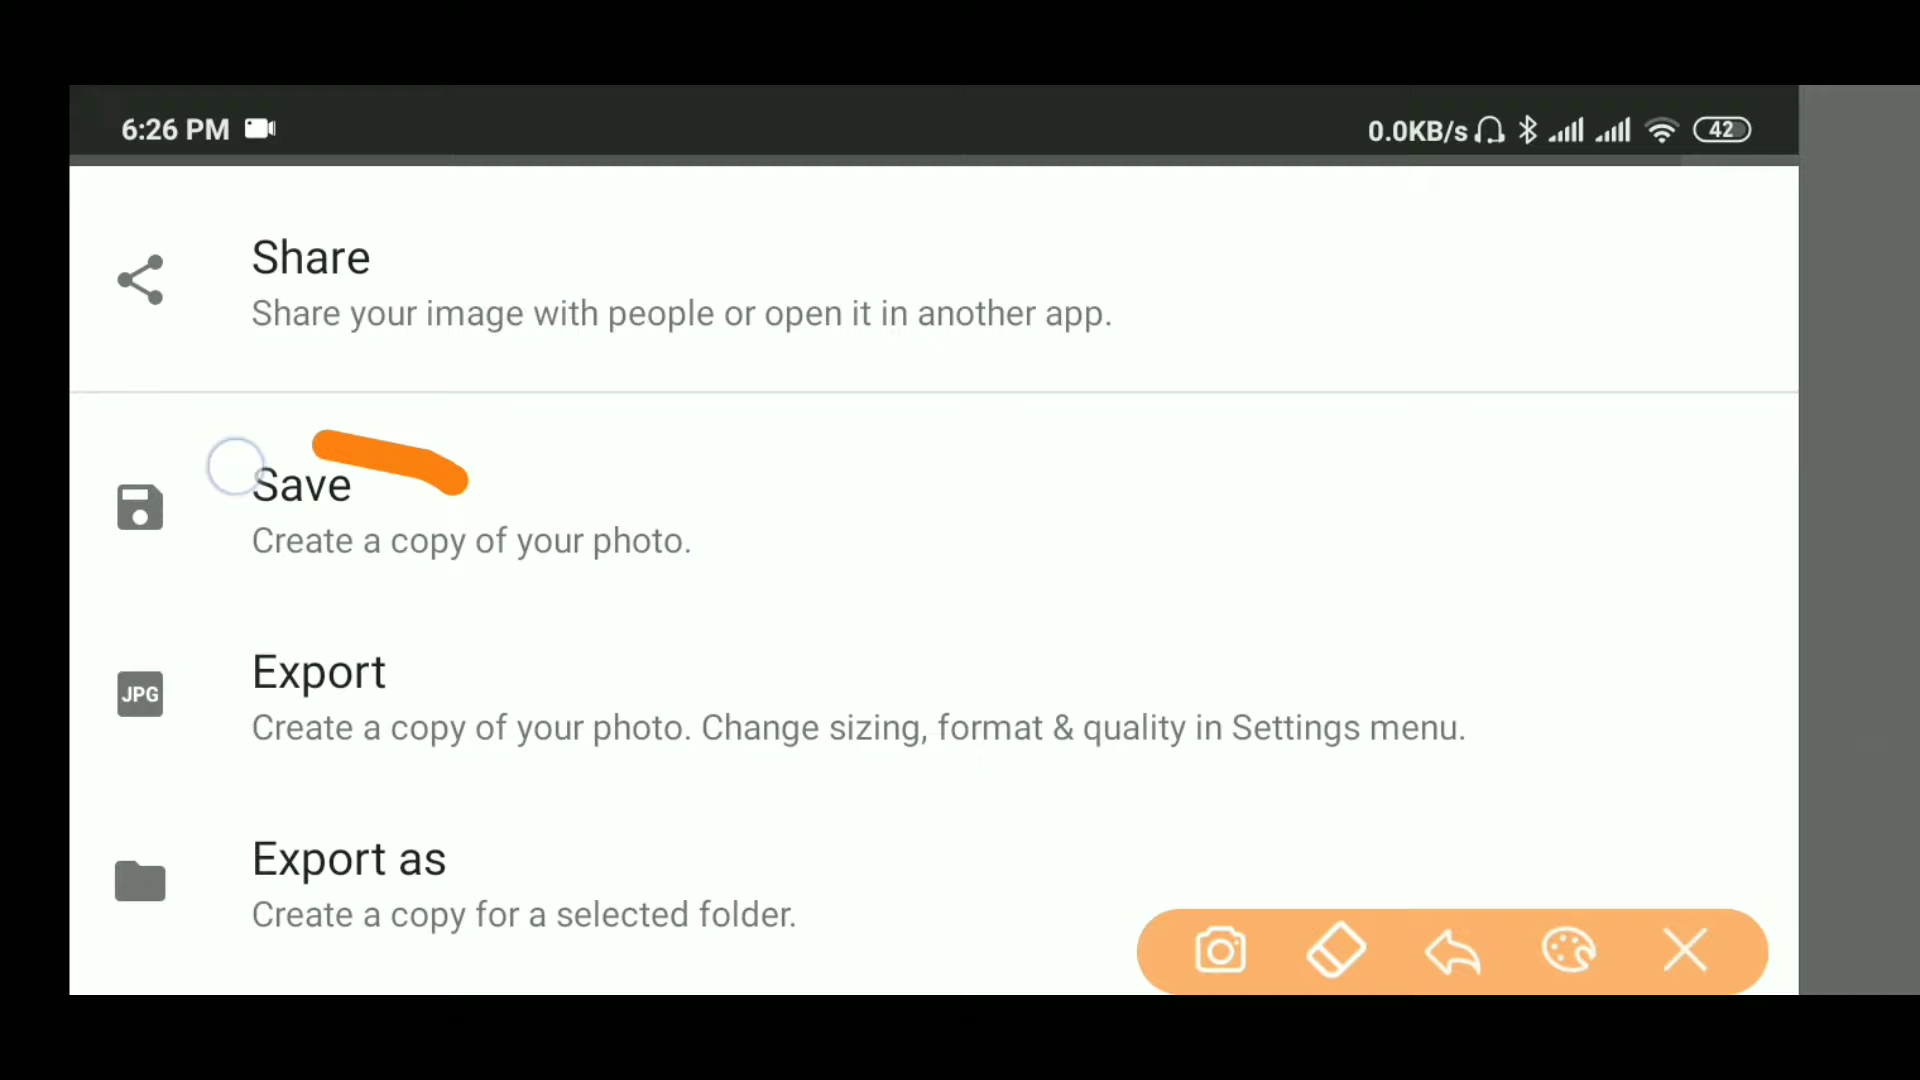 6:26 PM 0.0KB/s 42
Share
Share your image with people or open it in another app.
Save
Create a copy of your photo.
JPG
Export
Create a copy of your photo. Change sizing, format & quality in Settings menu.
Export as
Create a copy for a selected folder.